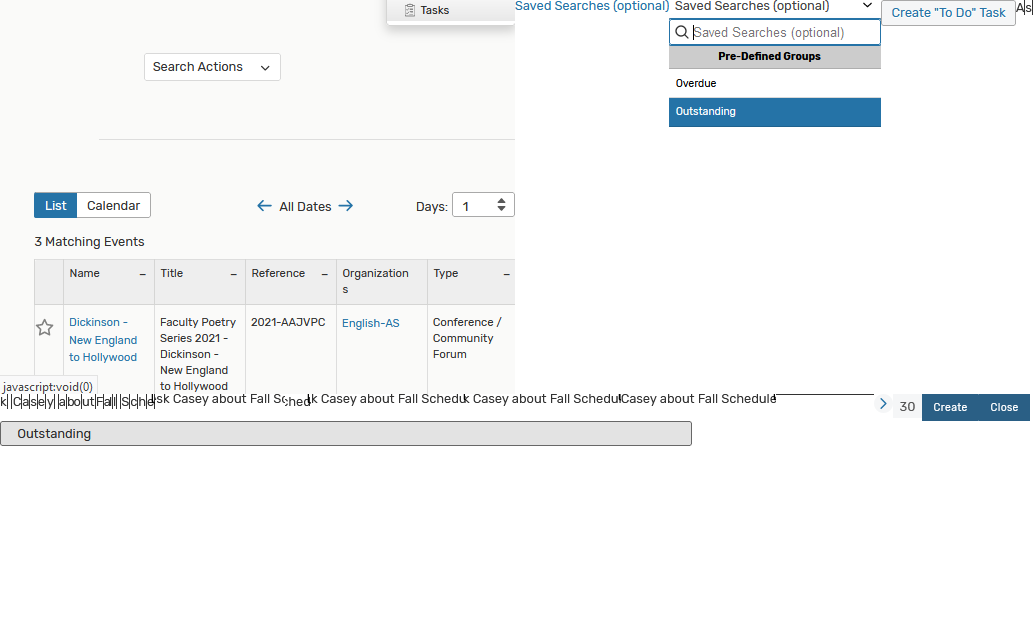 Tasks
Saved Searches (optional)
Saved Searches (optional)
Create "To Do" Task
As
Saved Searches (optional)
Pre-Defined Groups
Overdue
Outstanding
Search Actions
List
Calendar
All Dates
Days: 1
3 Matching Events
Name – Title – Reference – Organizations Type –
Dickinson - New England to Hollywood
Faculty Poetry Series 2021 - Dickinson - New England to Hollywood
2021-AAJVPC
English-AS
Conference / Community Forum
javascript:void(0)
k Casey about Fall Sche
sk Casey about Fall Sc
hed
k Casey about Fall Schedu
k Casey about Fall Schedu
Casey about Fall Schedule
30
Create
Close
Outstanding